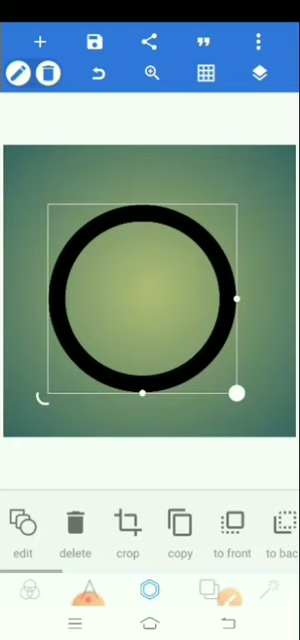 edit
delete
crop
copy
to front
to bac